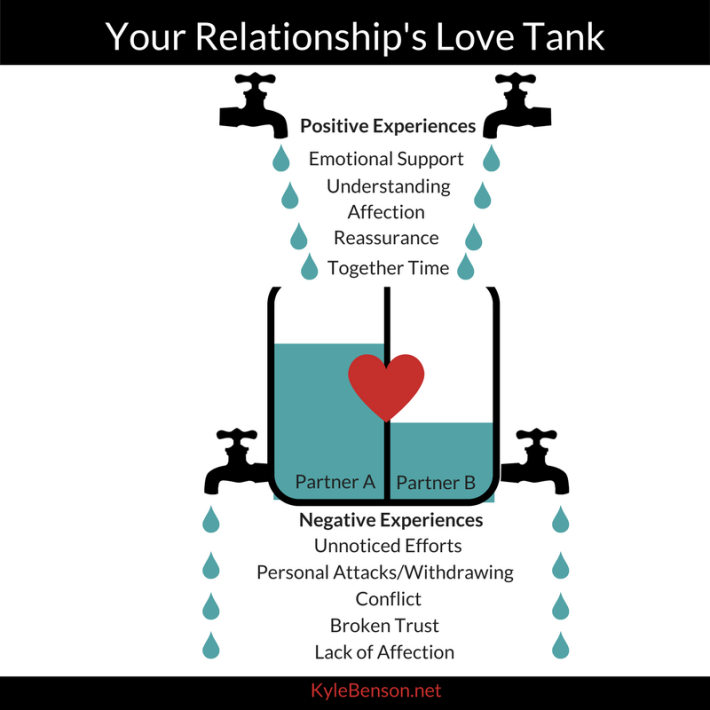 Your Relationship's Love Tank
Positive Experiences
Emotional Support
Understanding
Affection
Reassurance
Together Time
Partner A
Partner B
Negative Experiences
Unnoticed Efforts
Personal Attacks/Withdrawing
Conflict
Broken Trust
Lack of Affection
KyleBenson.net